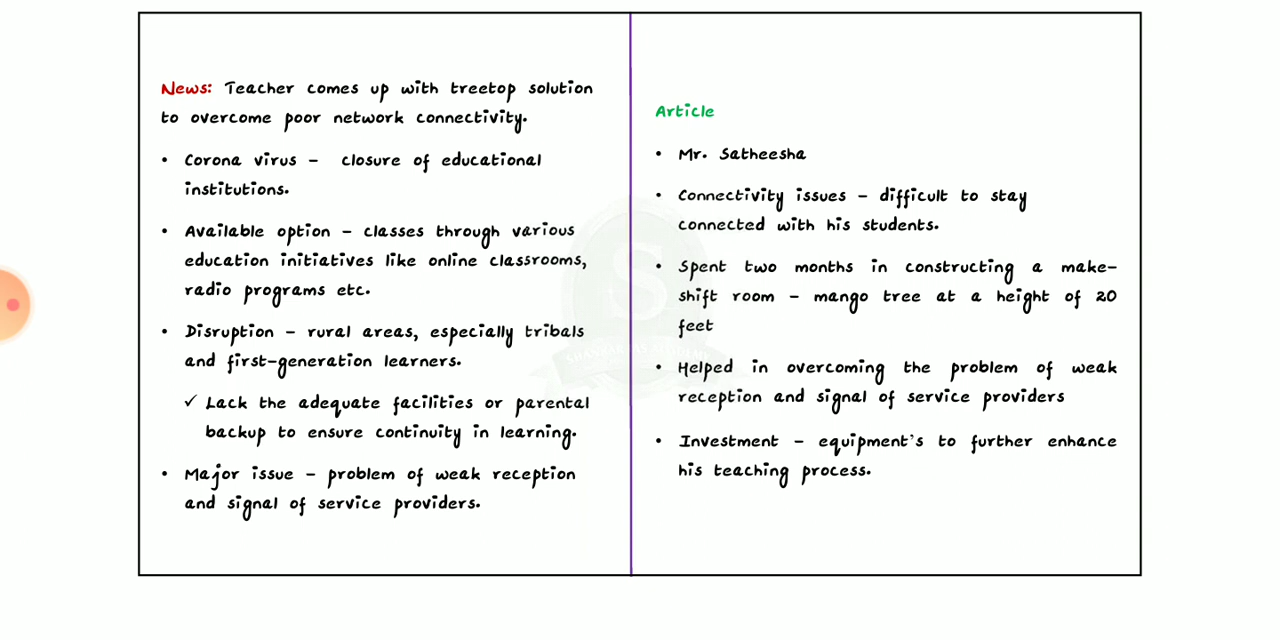 News: Teacher comes up with treetop solution
to overcome poor network connectivity.
• Corona virus – closure of educational
institutions.
• Available option – classes through various
education initiatives like online classrooms,
radio programs etc.
• Disruption – rural areas, especially tribals
and first-generation learners.
✓ Lack the adequate facilities or parental
backup to ensure continuity in learning.
• Major issue – problem of weak reception
and signal of service providers.
Article
• Mr. Satheesha
• Connectivity issues – difficult to stay
connected with his students.
• Spent two months in constructing a make-
shift room – mango tree at a height of 20
feet
• Helped in overcoming the problem of weak
reception and signal of service providers
• Investment – equipment's to further enhance
his teaching process.